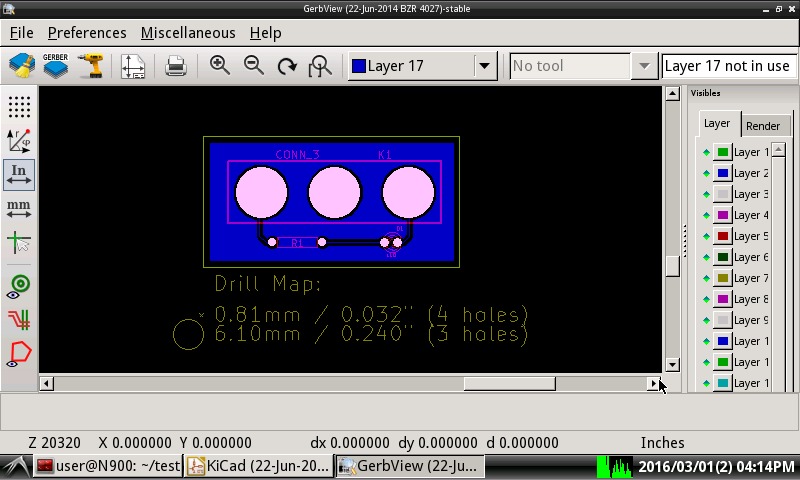 GerbView (22-Jun-2014 BZR 4027)-stable
File Preferences Miscellaneous Help
GERBER
Layer 17 No tool Layer 17 not in use
Visibles
Layer Render
In
mm
Layer 1
Layer 2
Layer 3
Layer 4
Layer 5
Layer 6
Layer 7
Layer 8
Layer 9
Layer 1
Layer 1
Layer 1
CONN_3 K1
D1
R1
LED
Drill Map:
0.81mm / 0.032" (4 holes)
6.10mm / 0.240" (3 holes)
Z 20320 X 0.000000 Y 0.000000 dx 0.000000 dy 0.000000 d 0.000000 Inches
user@N900: ~/test KiCad (22-Jun-20... GerbView (22-Ju... 2016/03/01(2) 04:14PM